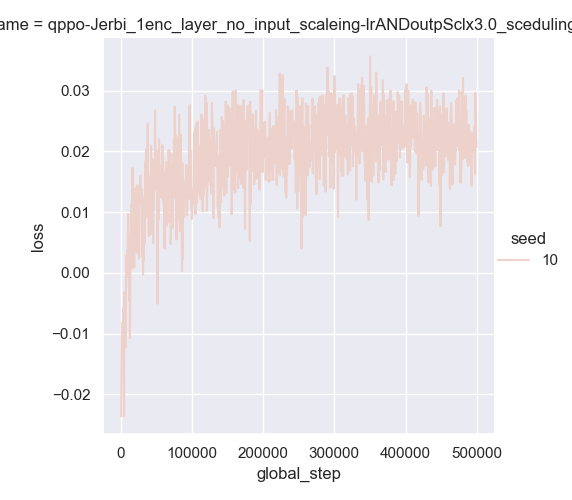 ame = qppo-Jerbi_1enc_layer_no_input_scaleing-lrANDoutpSclx3.0_sceduling
0.03
0.02
0.01
0.00
−0.01
−0.02
loss
0 100000 200000 300000 400000 500000
global_step
seed
10